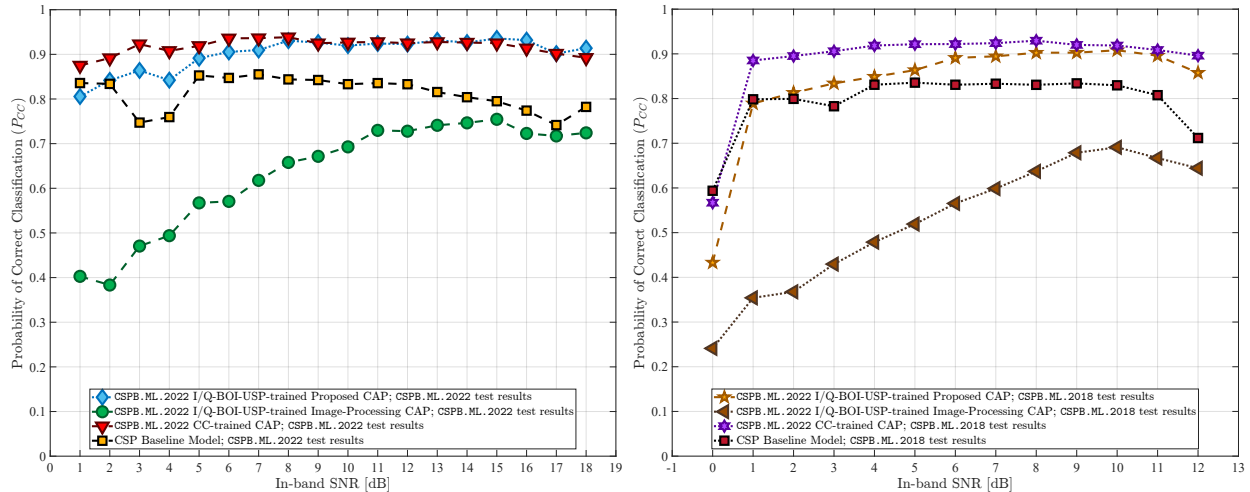 Probability of Correct Classification (P_CC)
1
0.9
0.8
0.7
0.6
0.5
0.4
0.3
0.2
0.1
0
0 1 2 3 4 5 6 7 8 9 10 11 12 13 14 15 16 17 18 19
In-band SNR [dB]
CSPB.ML.2022 I/Q-BOI-USP-trained Proposed CAP; CSPB.ML.2022 test results
CSPB.ML.2022 I/Q-BOI-USP-trained Image-Processing CAP; CSPB.ML.2022 test results
CSPB.ML.2022 CC-trained CAP; CSPB.ML.2022 test results
CSP Baseline Model; CSPB.ML.2022 test results
Probability of Correct Classification (P_CC)
1
0.9
0.8
0.7
0.6
0.5
0.4
0.3
0.2
0.1
0
-1 0 1 2 3 4 5 6 7 8 9 10 11 12 13
In-band SNR [dB]
CSPB.ML.2022 I/Q-BOI-USP-trained Proposed CAP; CSPB.ML.2018 test results
CSPB.ML.2022 I/Q-BOI-USP-trained Image-Processing CAP; CSPB.ML.2018 test results
CSPB.ML.2022 CC-trained CAP; CSPB.ML.2018 test results
CSP Baseline Model; CSPB.ML.2018 test results